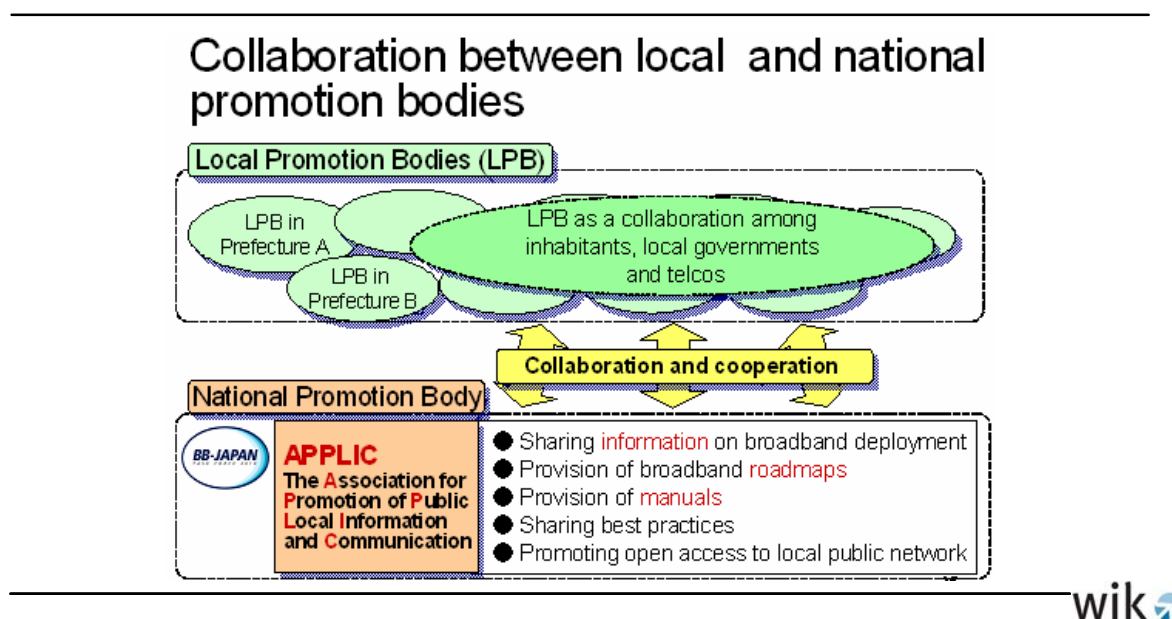 Collaboration between local and national
promotion bodies
Local Promotion Bodies (LPB)
LPB in
Prefecture A
LPB in
Prefecture B
LPB as a collaboration among
inhabitants, local governments
and telcos
Collaboration and cooperation
National Promotion Body
BB-JAPAN
APPLIC
The Association for
Promotion of Public
Local Information
and Communication
● Sharing information on broadband deployment
● Provision of broadband roadmaps
● Provision of manuals
● Sharing best practices
● Promoting open access to local public network
wik